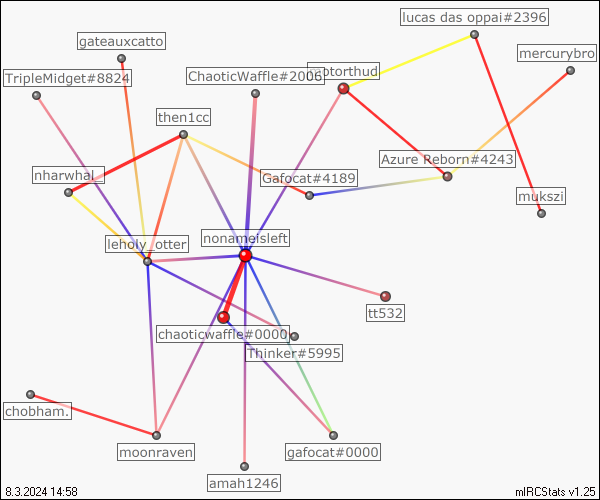 lucas das oppai#2396
gateauxcatto
mercurybro
TripleMidget#8824
ChaoticWaffle#2006
motorthud
then1cc
Azure Reborn#4243
nharwhal_
Gafocat#4189
mukszi
nonameisleft
leholy_otter
tt532
chaoticwaffle#0000
Thinker#5995
chobham.
moonraven
gafocat#0000
amah1246
8.3.2024 14:58
mIRCStats v1.25